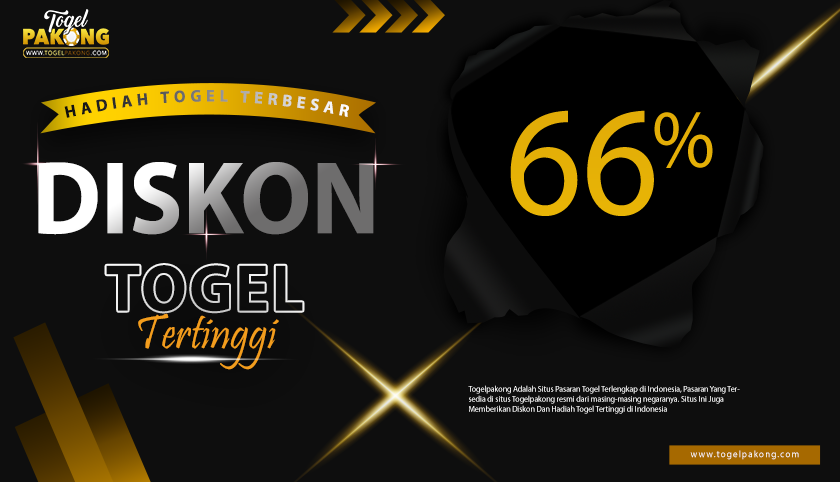 Togel
PAKONG
WWW.TOGELPAKONG.COM
HADIAH TOGEL TERBESAR
DISKON
TOGEL
Tertinggi
66%
Togelpakong Adalah Situs Pasaran Togel Terlengkap di Indonesia, Pasaran Yang Ter-
sedia di situs Togelpakong resmi dari masing-masing negaranya. Situs Ini Juga
Memberikan Diskon Dan Hadiah Togel Tertinggi di Indonesia
www.togelpakong.com